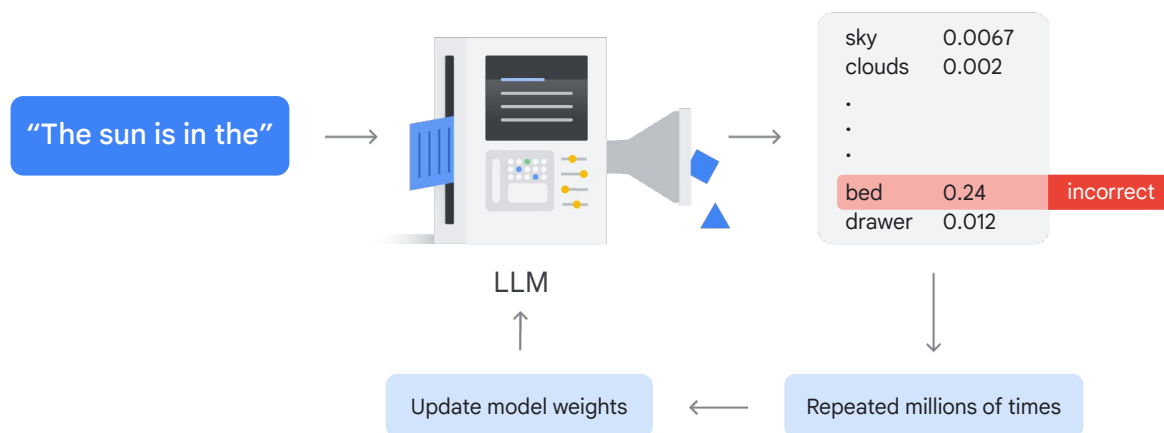 “The sun is in the”
sky 0.0067
clouds 0.002
.
.
.
bed 0.24 incorrect
drawer 0.012
LLM
Update model weights
Repeated millions of times